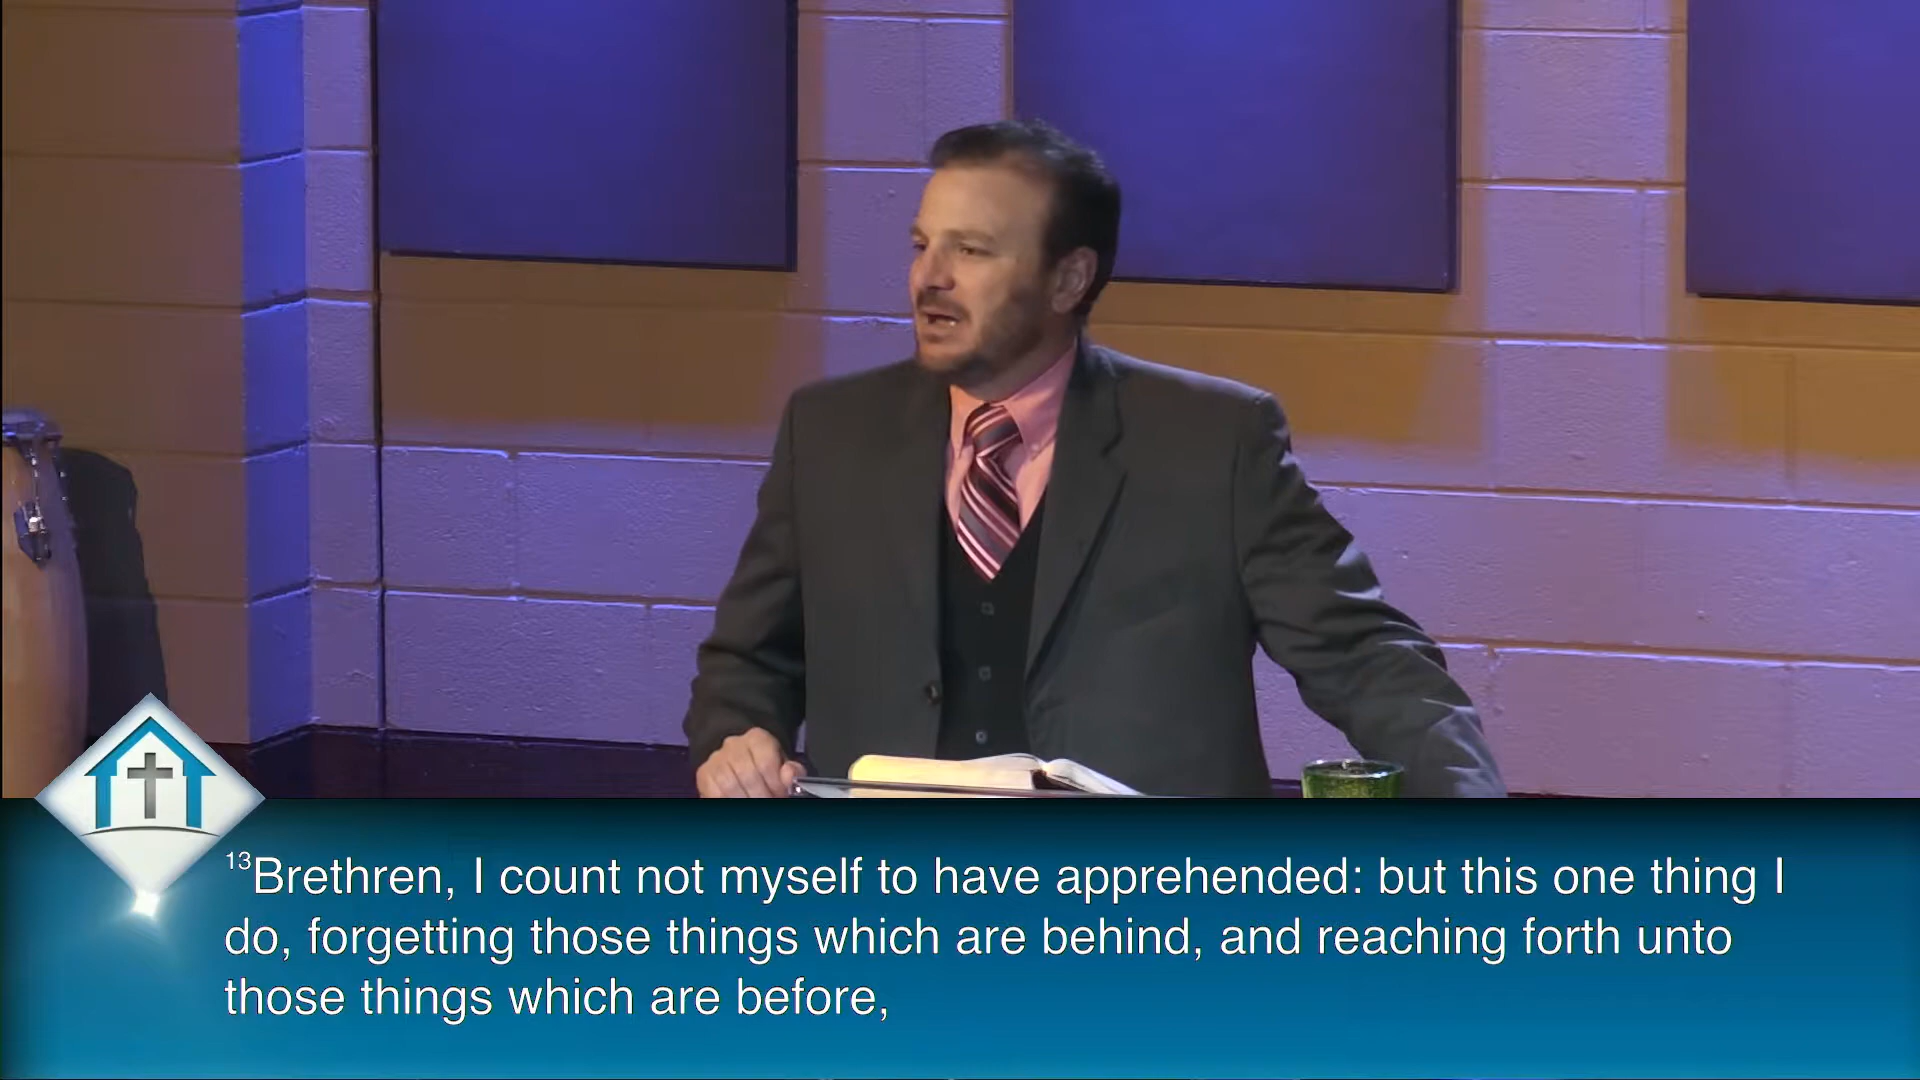 13Brethren, I count not myself to have apprehended: but this one thing I
do, forgetting those things which are behind, and reaching forth unto
those things which are before,